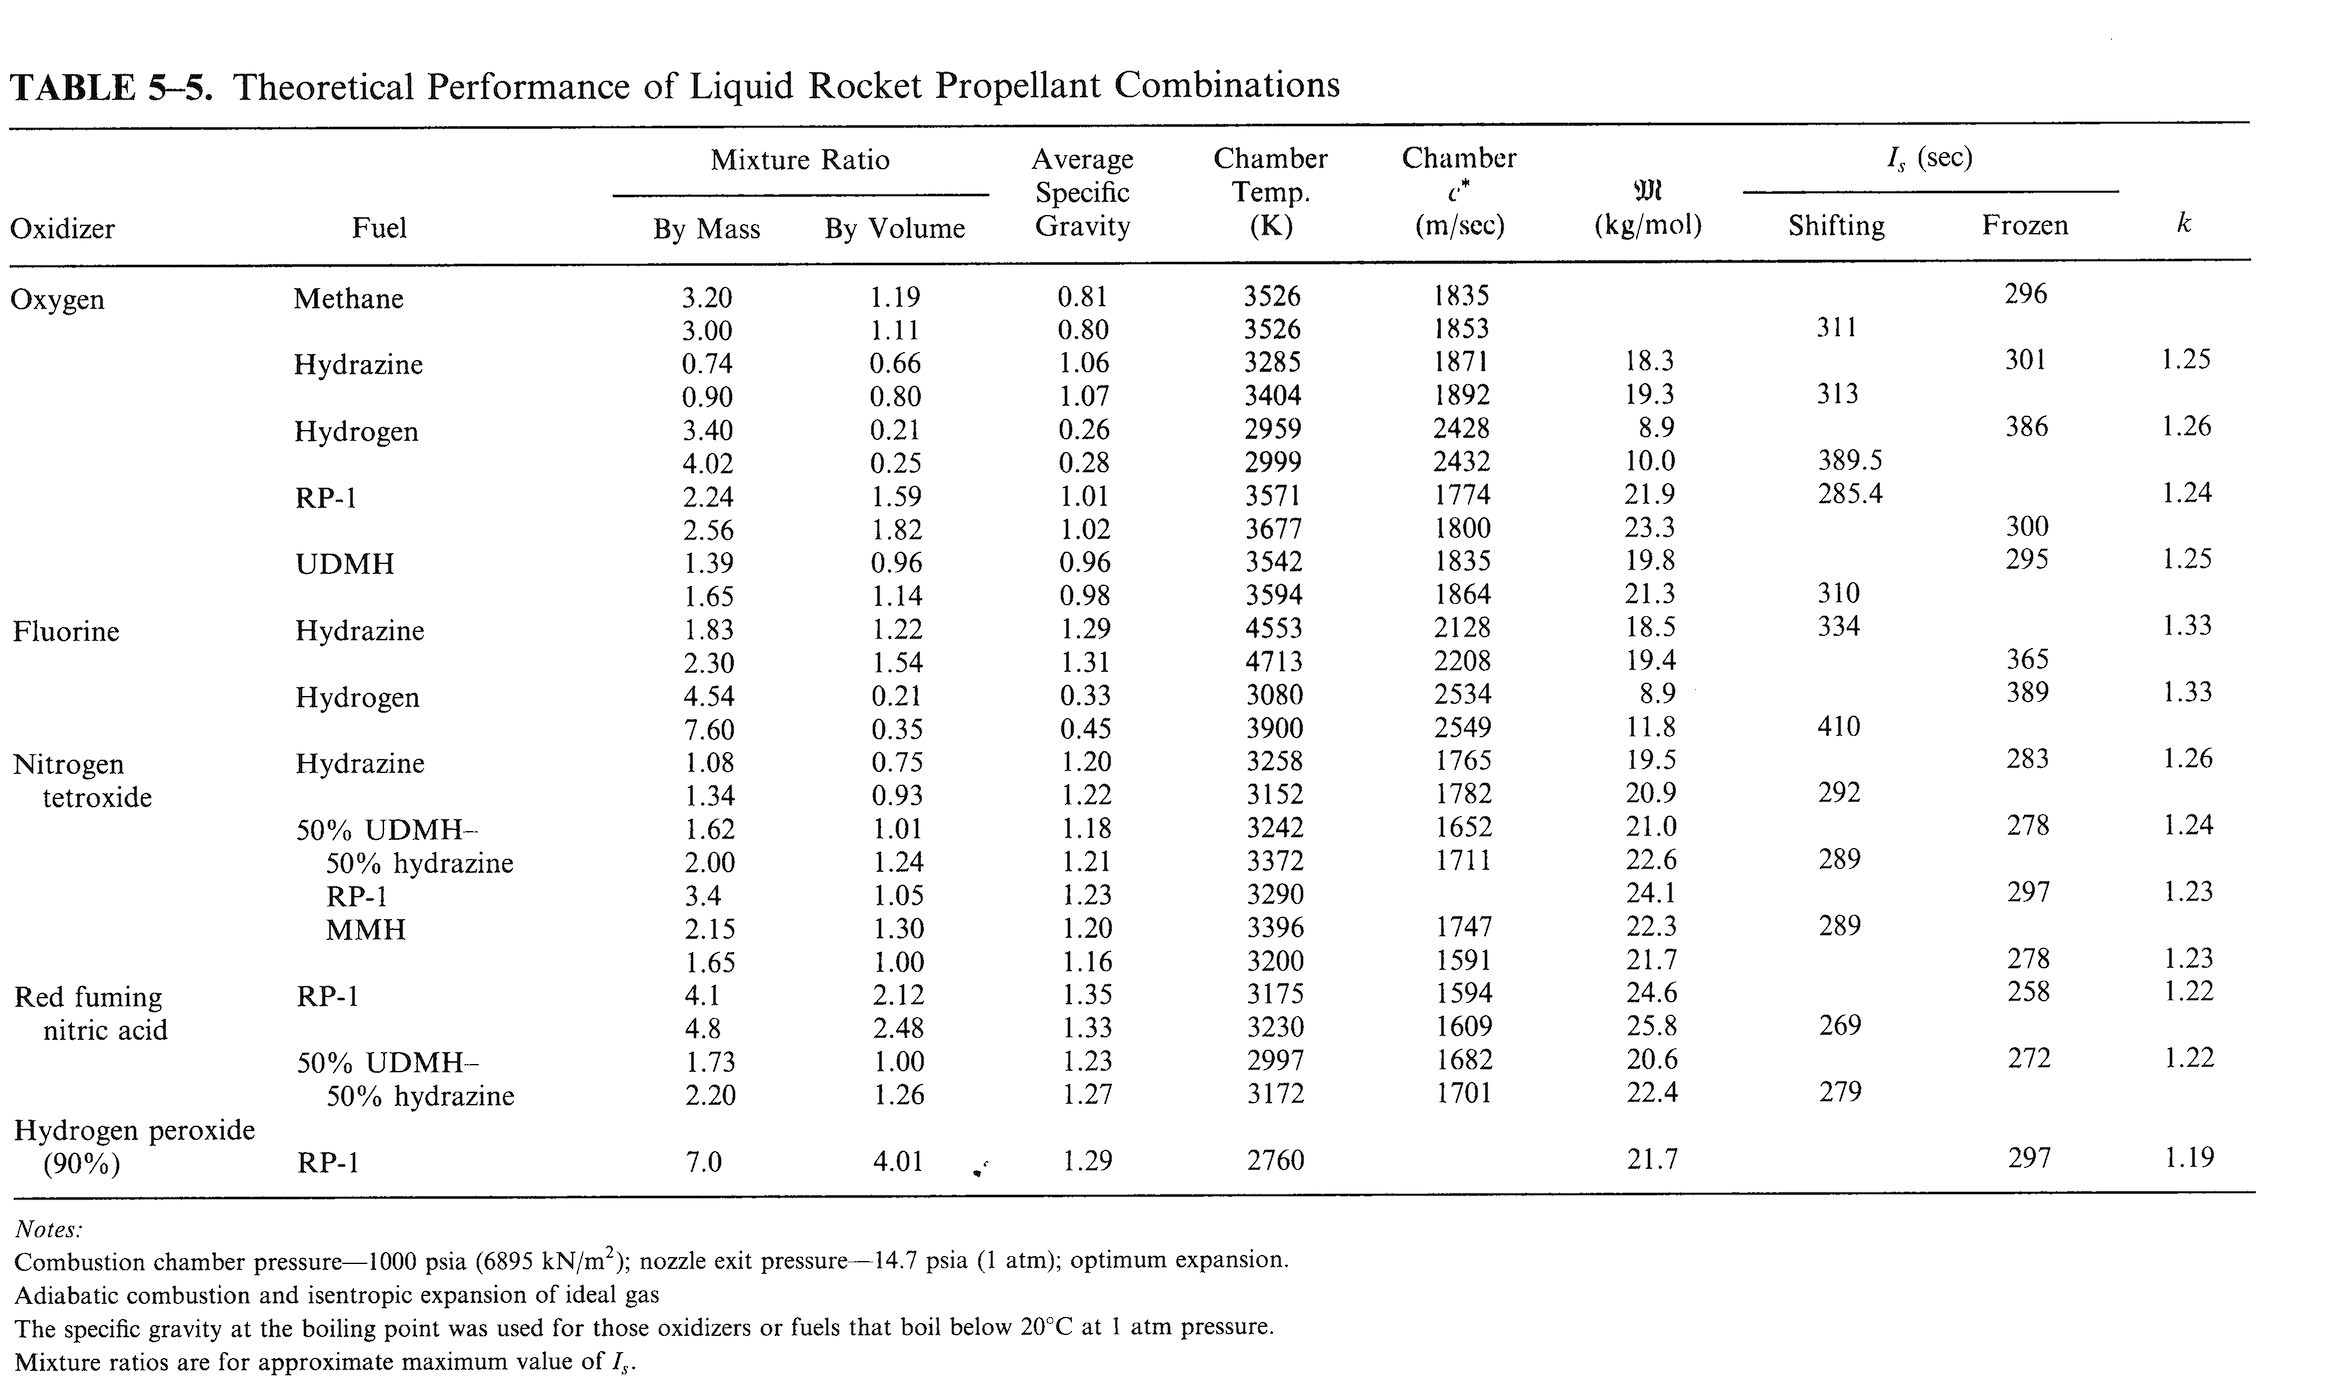 TABLE 5–5. Theoretical Performance of Liquid Rocket Propellant Combinations
Mixture Ratio Average Chamber Chamber I_s (sec)
Specific Temp. c* 𝔐
Oxidizer Fuel By Mass By Volume Gravity (K) (m/sec) (kg/mol) Shifting Frozen k
Oxygen Methane 3.20 1.19 0.81 3526 1835 296
3.00 1.11 0.80 3526 1853 311
Hydrazine 0.74 0.66 1.06 3285 1871 18.3 301 1.25
0.90 0.80 1.07 3404 1892 19.3 313
Hydrogen 3.40 0.21 0.26 2959 2428 8.9 386 1.26
4.02 0.25 0.28 2999 2432 10.0 389.5
RP-1 2.24 1.59 1.01 3571 1774 21.9 285.4 1.24
2.56 1.82 1.02 3677 1800 23.3 300
UDMH 1.39 0.96 0.96 3542 1835 19.8 295 1.25
1.65 1.14 0.98 3594 1864 21.3 310
Fluorine Hydrazine 1.83 1.22 1.29 4553 2128 18.5 334 1.33
2.30 1.54 1.31 4713 2208 19.4 365
Hydrogen 4.54 0.21 0.33 3080 2534 8.9 389 1.33
7.60 0.35 0.45 3900 2549 11.8 410
Nitrogen Hydrazine 1.08 0.75 1.20 3258 1765 19.5 283 1.26
tetroxide 1.34 0.93 1.22 3152 1782 20.9 292
50% UDMH– 1.62 1.01 1.18 3242 1652 21.0 278 1.24
50% hydrazine 2.00 1.24 1.21 3372 1711 22.6 289
RP-1 3.4 1.05 1.23 3290 24.1 297 1.23
MMH 2.15 1.30 1.20 3396 1747 22.3 289
1.65 1.00 1.16 3200 1591 21.7 278 1.23
Red fuming RP-1 4.1 2.12 1.35 3175 1594 24.6 258 1.22
nitric acid 4.8 2.48 1.33 3230 1609 25.8 269
50% UDMH– 1.73 1.00 1.23 2997 1682 20.6 272 1.22
50% hydrazine 2.20 1.26 1.27 3172 1701 22.4 279
Hydrogen peroxide
(90%) RP-1 7.0 4.01 1.29 2760 21.7 297 1.19
Notes:
Combustion chamber pressure—1000 psia (6895 kN/m²); nozzle exit pressure—14.7 psia (1 atm); optimum expansion.
Adiabatic combustion and isentropic expansion of ideal gas
The specific gravity at the boiling point was used for those oxidizers or fuels that boil below 20°C at 1 atm pressure.
Mixture ratios are for approximate maximum value of I_s.